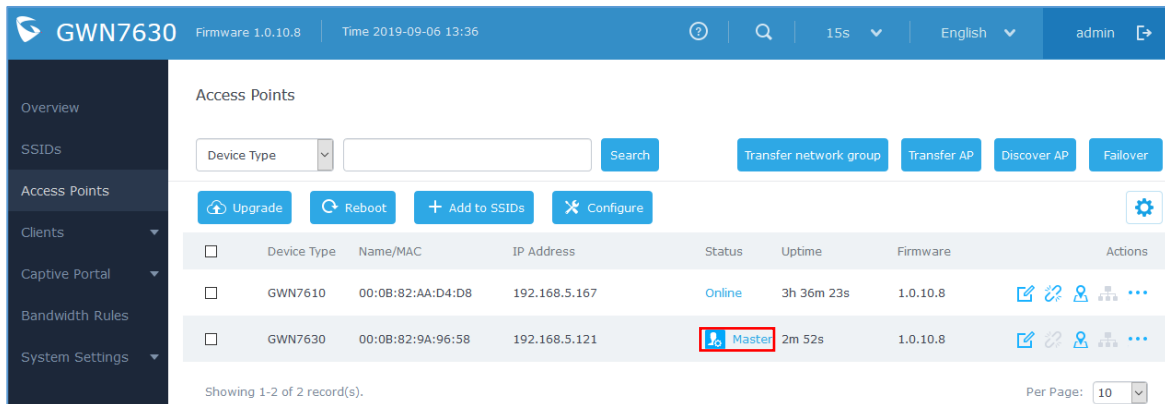 GWN7630 Firmware 1.0.10.8 Time 2019-09-06 13:36 15s English admin
Overview
SSIDs
Access Points
Clients
Captive Portal
Bandwidth Rules
System Settings
Access Points
Device Type Search Transfer network group Transfer AP Discover AP Failover
Upgrade Reboot Add to SSIDs Configure
Device Type Name/MAC IP Address Status Uptime Firmware Actions
GWN7610 00:0B:82:AA:D4:D8 192.168.5.167 Online 3h 36m 23s 1.0.10.8
GWN7630 00:0B:82:9A:96:58 192.168.5.121 Master 2m 52s 1.0.10.8
Showing 1-2 of 2 record(s). Per Page: 10